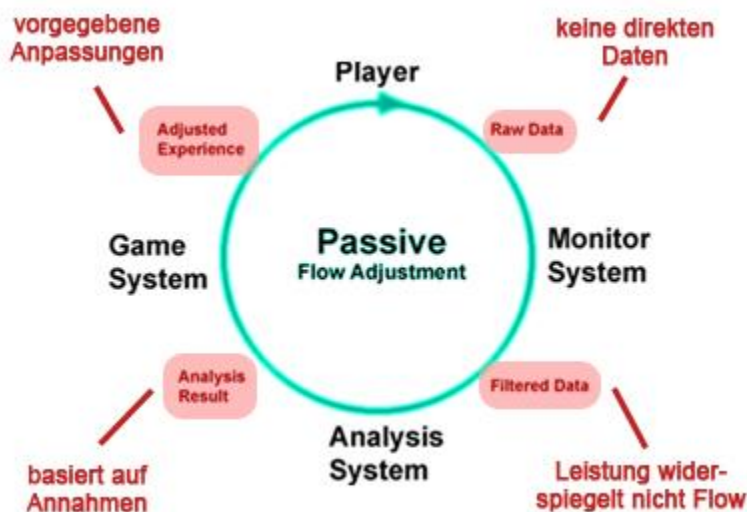 vorgegebene
Anpassungen
keine direkten
Daten
Player
Adjusted
Experience
Raw Data
Game
System
Passive
Flow Adjustment
Monitor
System
Analysis
Result
Filtered Data
Analysis
System
basiert auf
Annahmen
Leistung wider-
spiegelt nicht Flow